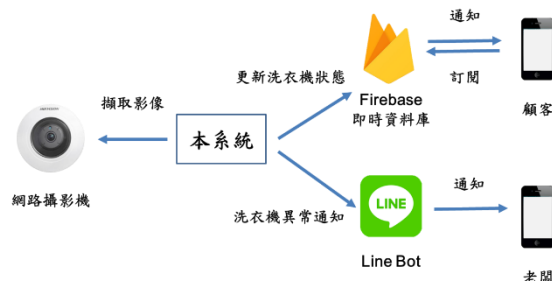 通知
訂閱
顧客
更新洗衣機狀態
Firebase
即時資料庫
擷取影像
本系統
網路攝影機
洗衣機異常通知
LINE
Line Bot
通知
老闆